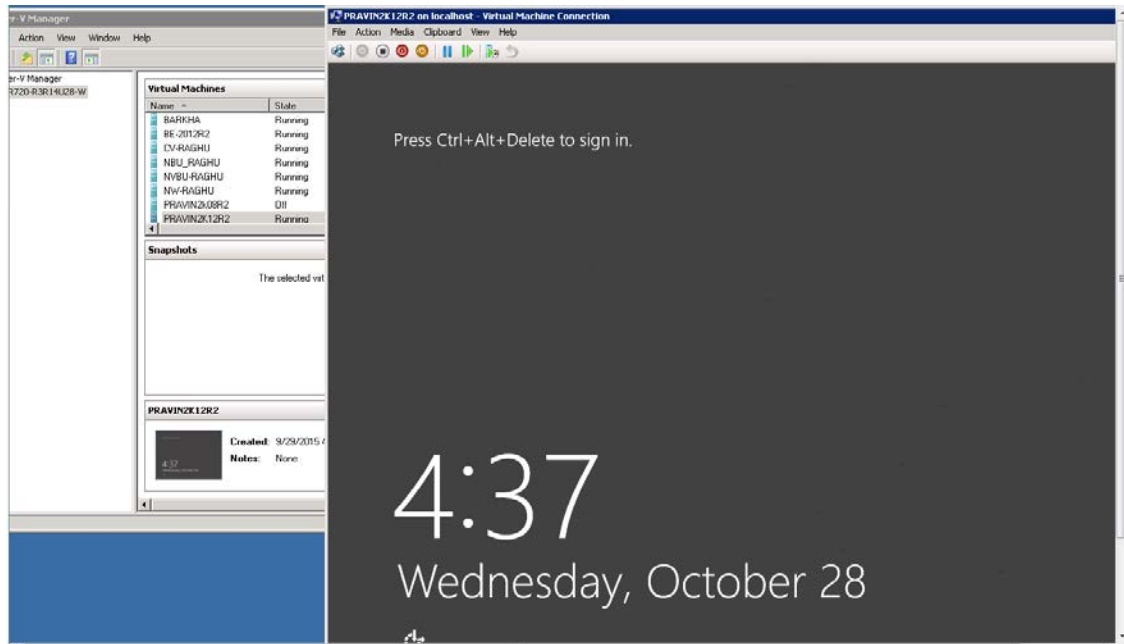 r-V Manager
Action View Window Help
er-V Manager
R720-R3R14U28-W
Virtual Machines
Name State
BARKHA Running
BE-2012R2 Running
CV-RAGHU Running
NBU_RAGHU Running
NVBU-RAGHU Running
NW-RAGHU Running
PRAVIN2k08R2 Off
PRAVIN2K12R2 Running
Snapshots
The selected virt
PRAVIN2K12R2
4:37
Created: 9/29/2015
Notes: None
PRAVIN2K12R2 on localhost - Virtual Machine Connection
File Action Media Clipboard View Help
Press Ctrl+Alt+Delete to sign in.
4:37
Wednesday, October 28